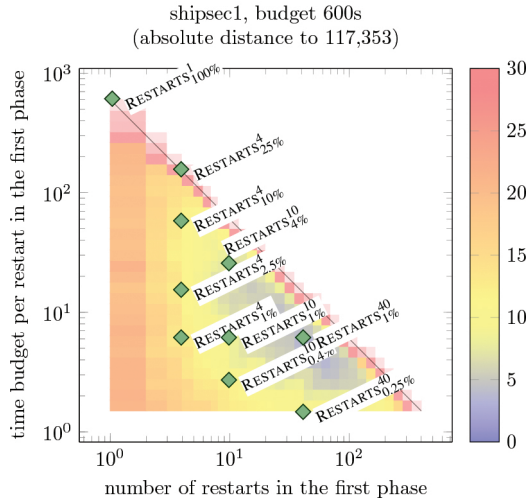 shipsec1, budget 600s
(absolute distance to 117,353)
time budget per restart in the first phase
10^3
10^2
10^1
10^0
RESTARTS^1_100%
RESTARTS^4_25%
RESTARTS^4_10%
RESTARTS^10_4%
RESTARTS^4_2.5%
RESTARTS^4_1%
RESTARTS^10_1%
RESTARTS^40_1%
RESTARTS^10_0.4%
RESTARTS^40_0.25%
30
25
20
15
10
5
0
10^0
10^1
10^2
number of restarts in the first phase